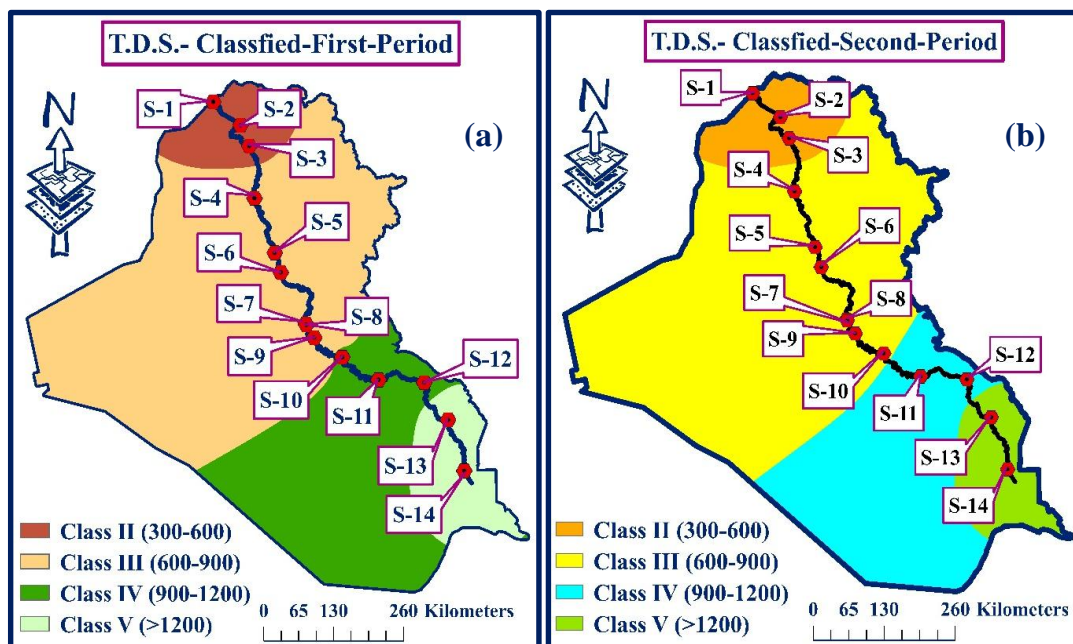 T.D.S.- Classfied-First-Period
N
(a)
S-1
S-2
S-3
S-4
S-5
S-6
S-7
S-8
S-9
S-10
S-11
S-12
S-13
S-14
Class II (300-600)
Class III (600-900)
Class IV (900-1200)
Class V (>1200)
0 65 130 260 Kilometers
T.D.S.- Classfied-Second-Period
N
(b)
S-1
S-2
S-3
S-4
S-5
S-6
S-7
S-8
S-9
S-10
S-11
S-12
S-13
S-14
Class II (300-600)
Class III (600-900)
Class IV (900-1200)
Class V (>1200)
0 65 130 260 Kilometers